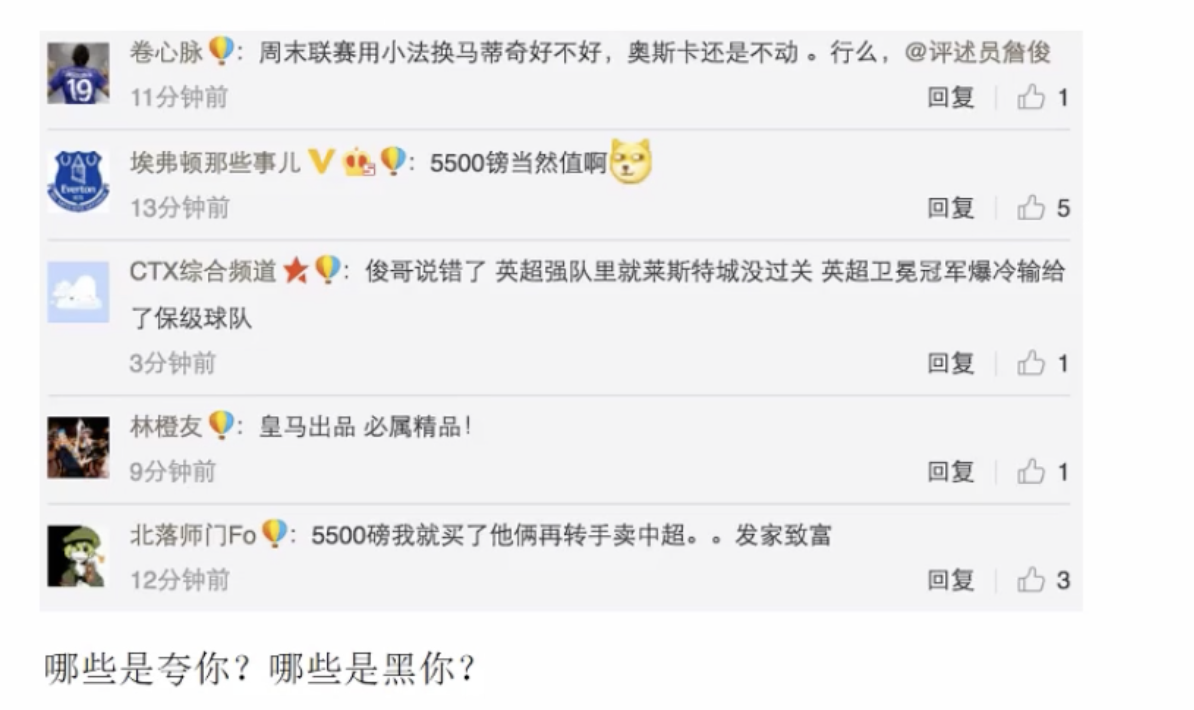 卷心脉：周末联赛用小法换马蒂奇好不好，奥斯卡还是不动 。行么，@评述员詹俊
11分钟前 回复 1
埃弗顿那些事儿：5500镑当然值啊
13分钟前 回复 5
CTX综合频道：俊哥说错了 英超强队里就莱斯特城没过关 英超卫冕冠军爆冷输给
了保级球队
3分钟前 回复 1
林橙友：皇马出品 必属精品！
9分钟前 回复 1
北落师门Fo：5500磅我就买了他俩再转手卖中超。。发家致富
12分钟前 回复 3
哪些是夸你？哪些是黑你？
19
Everton